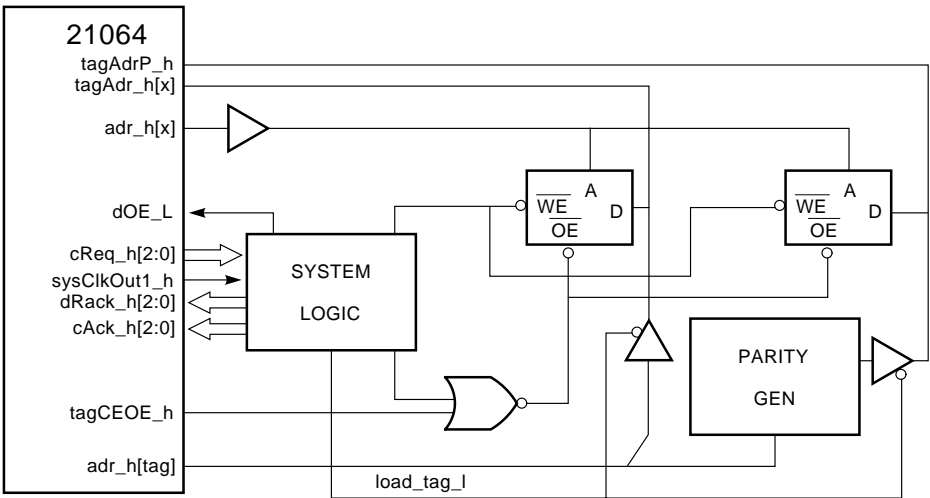 21064
tagAdrP_h
tagAdr_h[x]
adr_h[x]
dOE_L
cReq_h[2:0]
sysClkOut1_h
dRack_h[2:0]
cAck_h[2:0]
tagCEOE_h
adr_h[tag]
SYSTEM
LOGIC
WE
A
D
OE
WE
A
D
OE
PARITY
GEN
load_tag_l